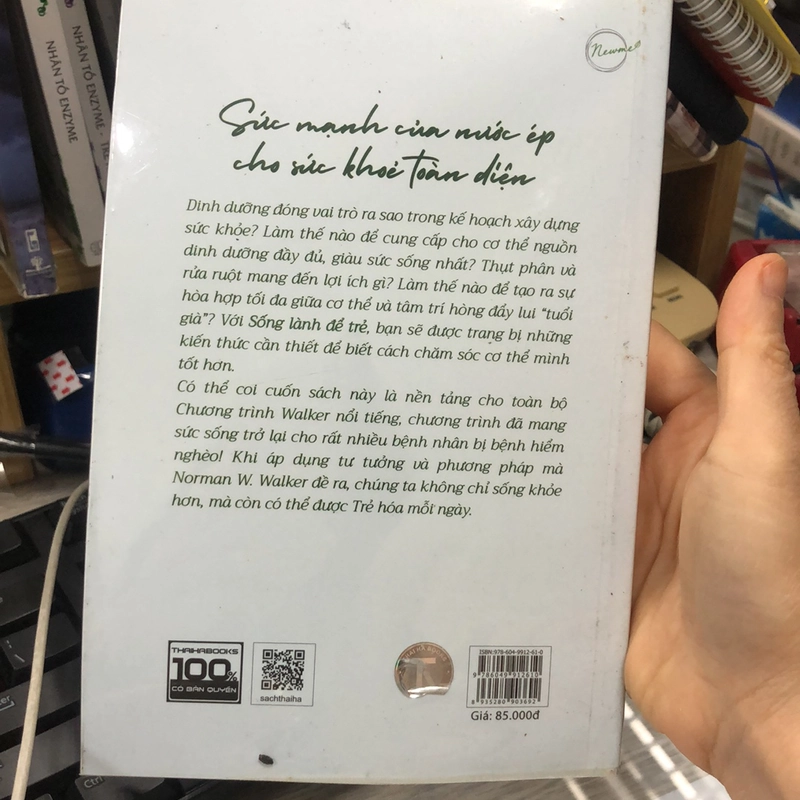 NHÂN TỐ ENZYME
NHÂN TỐ ENZYME - TRẺ
Newme
Sức mạnh của nước ép
cho sức khoẻ toàn diện
Dinh dưỡng đóng vai trò ra sao trong kế hoạch xây dựng
sức khỏe? Làm thế nào để cung cấp cho cơ thể nguồn
dinh dưỡng đầy đủ, giàu sức sống nhất? Thụt phân và
rửa ruột mang đến lợi ích gì? Làm thế nào để tạo ra sự
hòa hợp tối đa giữa cơ thể và tâm trí hòng đẩy lui “tuổi
già”? Với Sống lành để trẻ, bạn sẽ được trang bị những
kiến thức cần thiết để biết cách chăm sóc cơ thể mình
tốt hơn.
Có thể coi cuốn sách này là nền tảng cho toàn bộ
Chương trình Walker nổi tiếng, chương trình đã mang
sức sống trở lại cho rất nhiều bệnh nhân bị bệnh hiểm
nghèo! Khi áp dụng tư tưởng và phương pháp mà
Norman W. Walker đề ra, chúng ta không chỉ sống khỏe
hơn, mà còn có thể được Trẻ hóa mỗi ngày.
THAIHABOOKS
100%
CÓ BẢN QUYỀN
sachthaiha
ISBN: 978-604-9912-61-0
9 786049 912610
8 935280 903692
Giá: 85.000đ
Ctrl